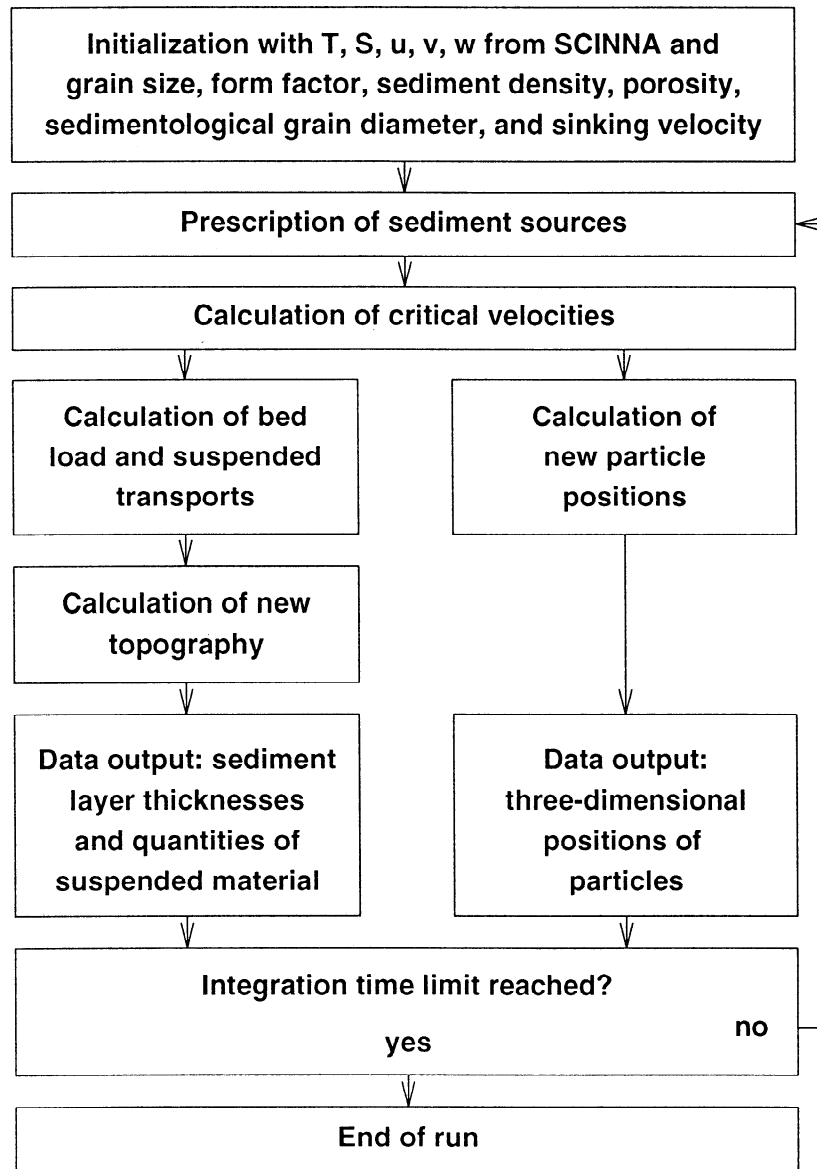 Initialization with T, S, u, v, w from SCINNA and
grain size, form factor, sediment density, porosity,
sedimentological grain diameter, and sinking velocity
Prescription of sediment sources
Calculation of critical velocities
Calculation of bed
load and suspended
transports
Calculation of new
topography
Data output: sediment
layer thicknesses
and quantities of
suspended material
Calculation of
new particle
positions
Data output:
three-dimensional
positions of
particles
Integration time limit reached?
no
yes
End of run